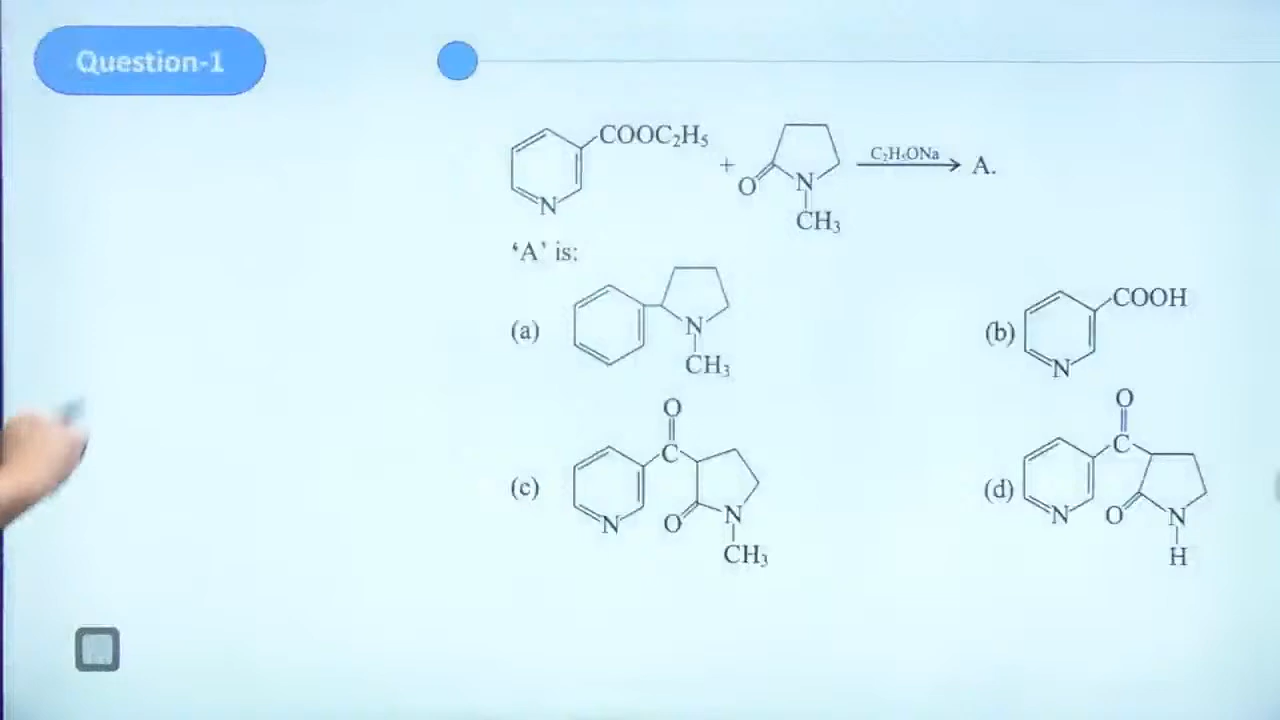 Question-1
COOC₂H₅
+
N
O
N
CH₃
C₂H₅ONa
A.
‘A’ is:
(a)
N
CH₃
(b)
COOH
N
(c)
O
C
N
O
N
CH₃
(d)
O
C
N
O
N
H